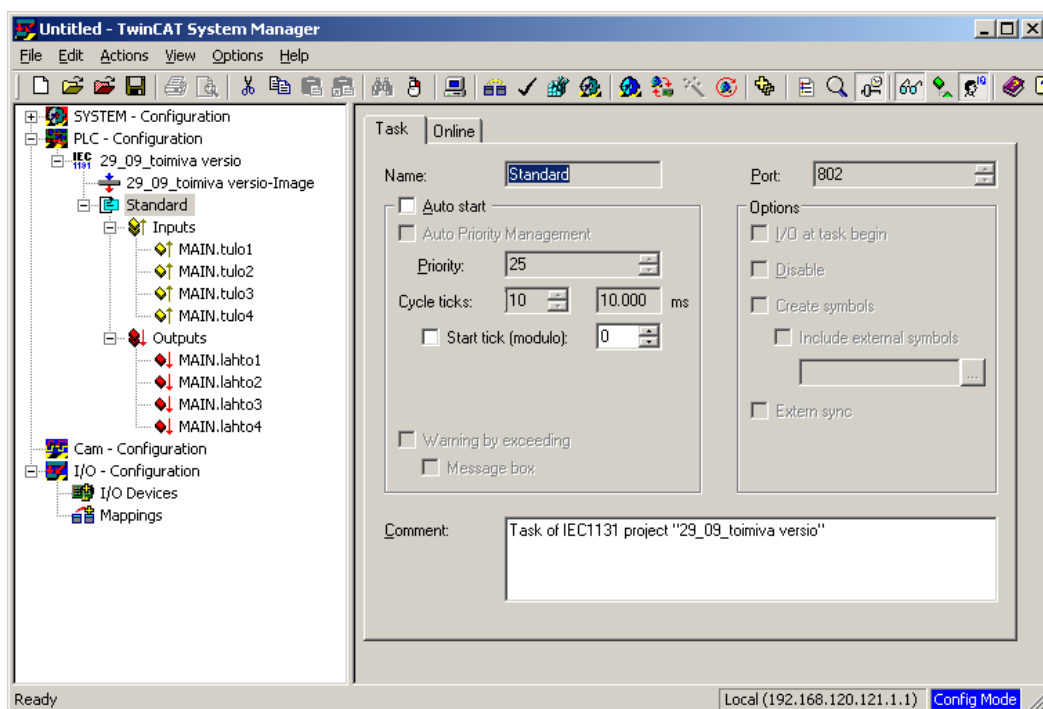 Untitled - TwinCAT System Manager
File Edit Actions View Options Help
SYSTEM - Configuration
PLC - Configuration
IEC 1131 29_09_toimiva versio
29_09_toimiva versio-Image
Standard
Inputs
MAIN.tulo1
MAIN.tulo2
MAIN.tulo3
MAIN.tulo4
Outputs
MAIN.lahto1
MAIN.lahto2
MAIN.lahto3
MAIN.lahto4
Cam - Configuration
I/O - Configuration
I/O Devices
Mappings
Task Online
Name: Standard Port: 802
Auto start
Auto Priority Management
Priority: 25
Cycle ticks: 10 10.000 ms
Start tick (modulo): 0
Warning by exceeding
Message box
Options
I/O at task begin
Disable
Create symbols
Include external symbols
...
Extern sync
Comment: Task of IEC1131 project "29_09_toimiva versio"
Ready Local (192.168.120.121.1.1) Config Mode